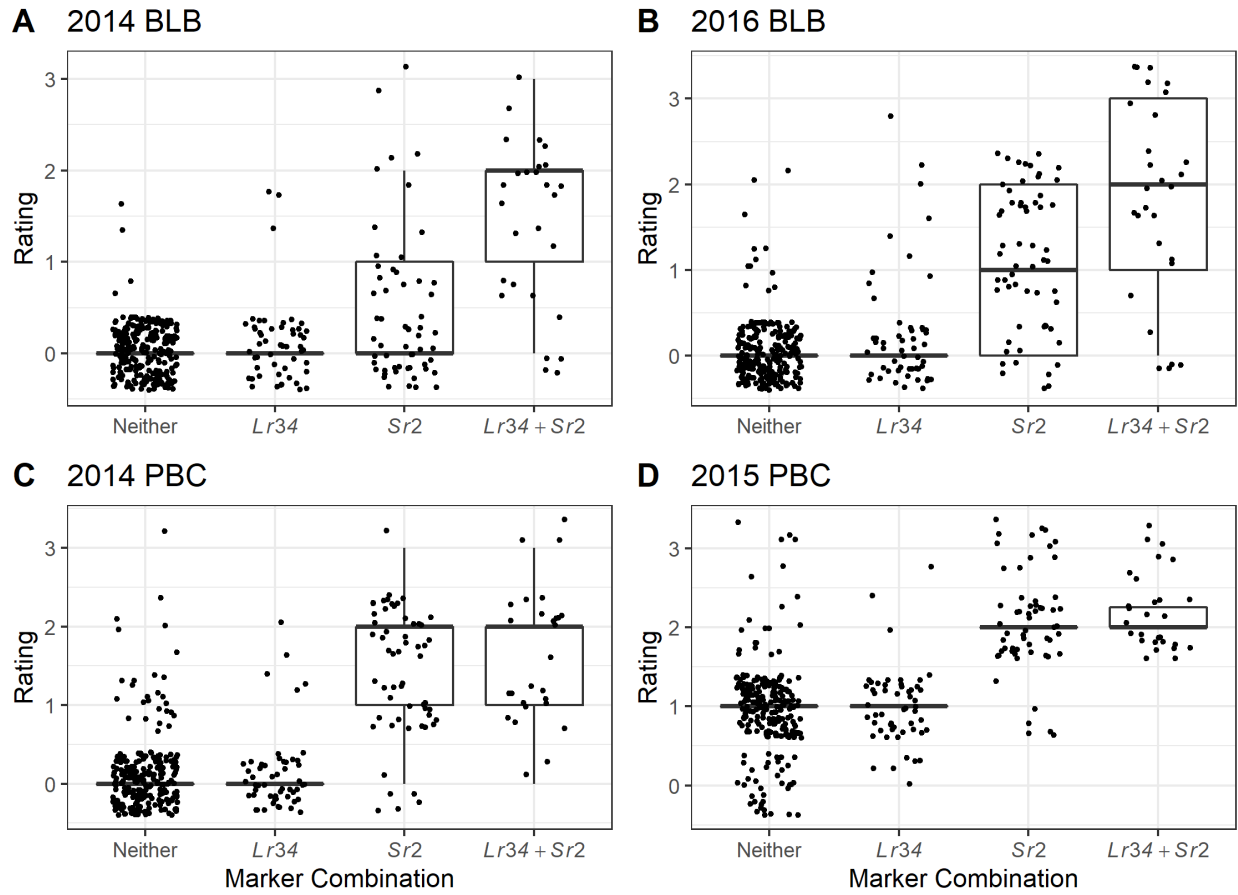 A 2014 BLB
Rating
3
2
1
0
Neither Lr34 Sr2 Lr34 + Sr2
B 2016 BLB
Rating
3
2
1
0
Neither Lr34 Sr2 Lr34 + Sr2
C 2014 PBC
Rating
3
2
1
0
Neither Lr34 Sr2 Lr34 + Sr2
Marker Combination
D 2015 PBC
Rating
3
2
1
0
Neither Lr34 Sr2 Lr34 + Sr2
Marker Combination